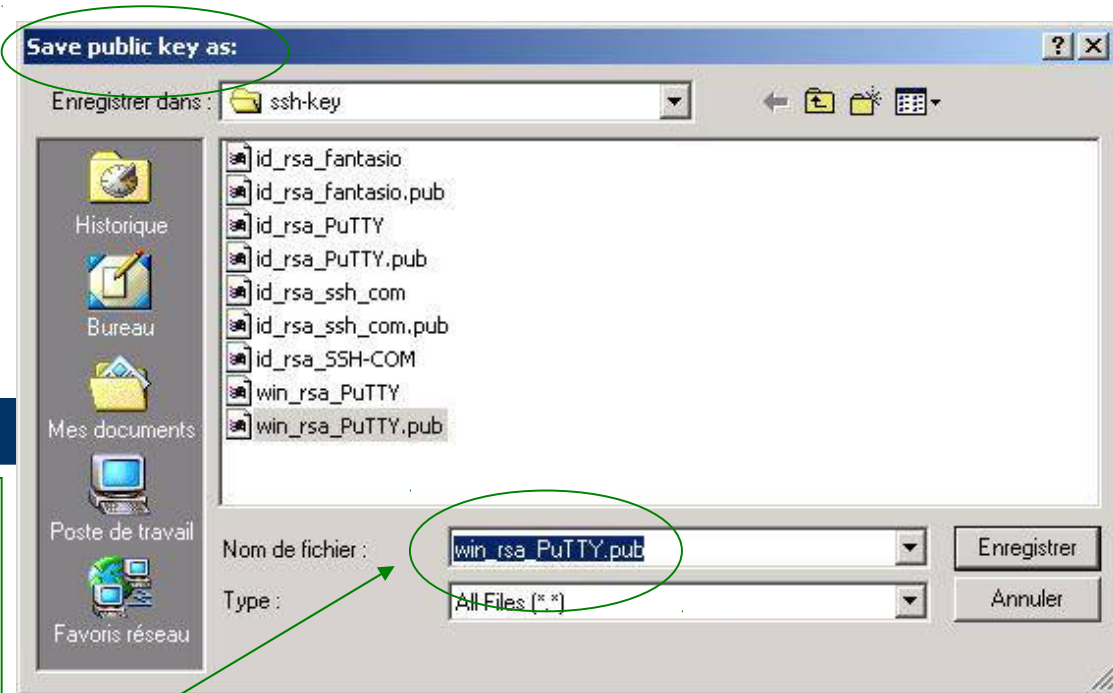 Save public key as:
Enregistrer dans : ssh-key
id_rsa_fantasio
id_rsa_fantasio.pub
id_rsa_PuTTY
id_rsa_PuTTY.pub
id_rsa_ssh_com
id_rsa_ssh_com.pub
id_rsa_SSH-COM
win_rsa_PuTTY
win_rsa_PuTTY.pub
Historique
Bureau
Mes documents
Poste de travail
Favoris réseau
Nom de fichier : win_rsa_PuTTY.pub Enregistrer
Type : All Files (*.*) Annuler